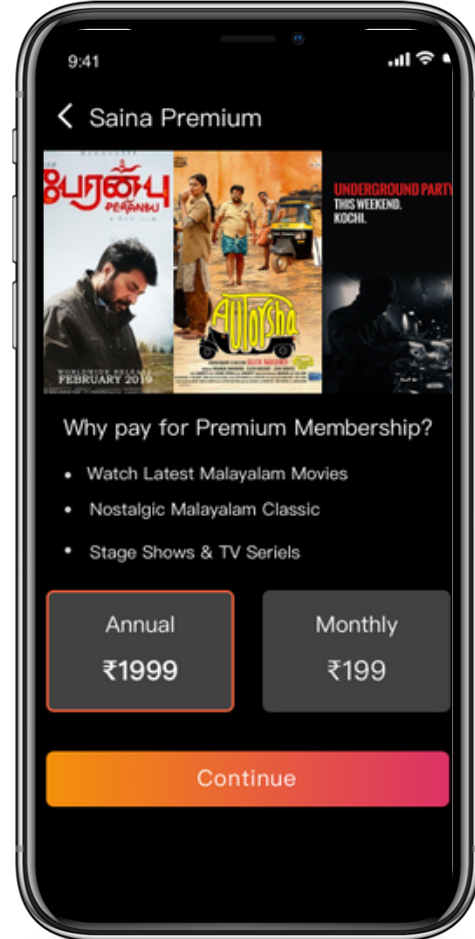 9:41
Saina Premium
பேரன்பு
PERANBU
WORLDWIDE RELEASE
FEBRUARY 2019
Autorsha
UNDERGROUND PARTY
THIS WEEKEND.
KOCHI.
Why pay for Premium Membership?
• Watch Latest Malayalam Movies
• Nostalgic Malayalam Classic
• Stage Shows & TV Seriels
Annual
₹1999
Monthly
₹199
Continue